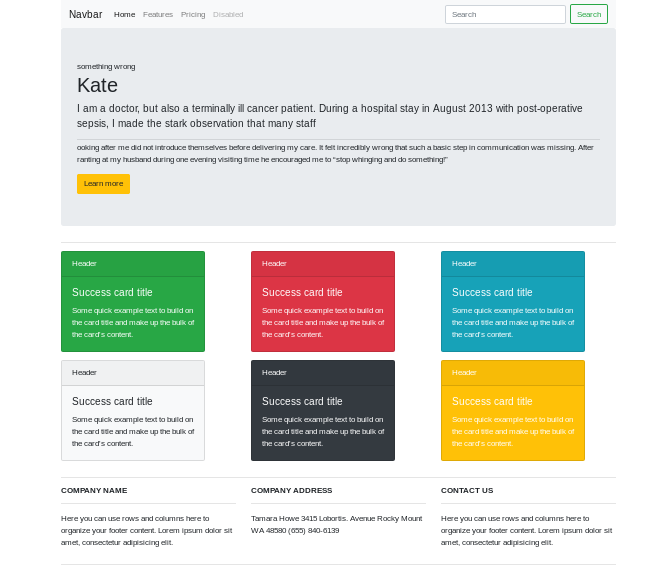 Navbar Home Features Pricing Disabled Search Search
something wrong
Kate
I am a doctor, but also a terminally ill cancer patient. During a hospital stay in August 2013 with post-operative
sepsis, I made the stark observation that many staff
ooking after me did not introduce themselves before delivering my care. It felt incredibly wrong that such a basic step in communication was missing. After
ranting at my husband during one evening visiting time he encouraged me to “stop whinging and do something!”
Learn more
Header
Success card title
Some quick example text to build on
the card title and make up the bulk of
the card's content.
Header
Success card title
Some quick example text to build on
the card title and make up the bulk of
the card's content.
Header
Success card title
Some quick example text to build on
the card title and make up the bulk of
the card's content.
Header
Success card title
Some quick example text to build on
the card title and make up the bulk of
the card's content.
Header
Success card title
Some quick example text to build on
the card title and make up the bulk of
the card's content.
Header
Success card title
Some quick example text to build on
the card title and make up the bulk of
the card's content.
COMPANY NAME
Here you can use rows and columns here to
organize your footer content. Lorem ipsum dolor sit
amet, consectetur adipisicing elit.
COMPANY ADDRESS
Tamara Howe 3415 Lobortis. Avenue Rocky Mount
WA 48580 (655) 840-6139
CONTACT US
Here you can use rows and columns here to
organize your footer content. Lorem ipsum dolor sit
amet, consectetur adipisicing elit.